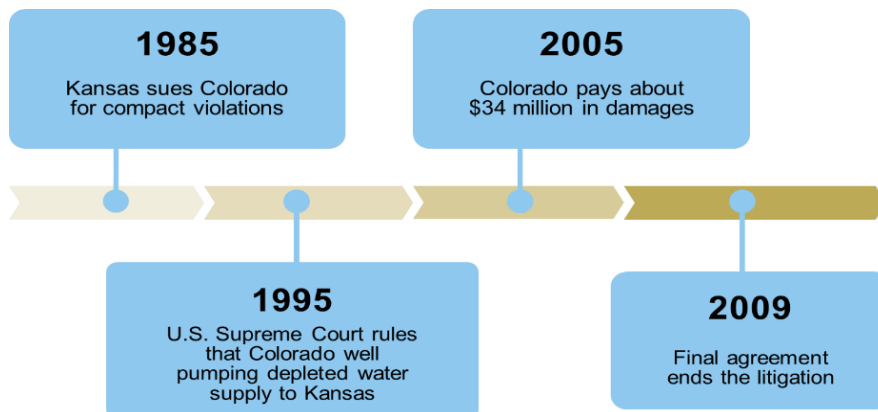 1985
Kansas sues Colorado
for compact violations
2005
Colorado pays about
$34 million in damages
1995
U.S. Supreme Court rules
that Colorado well
pumping depleted water
supply to Kansas
2009
Final agreement
ends the litigation